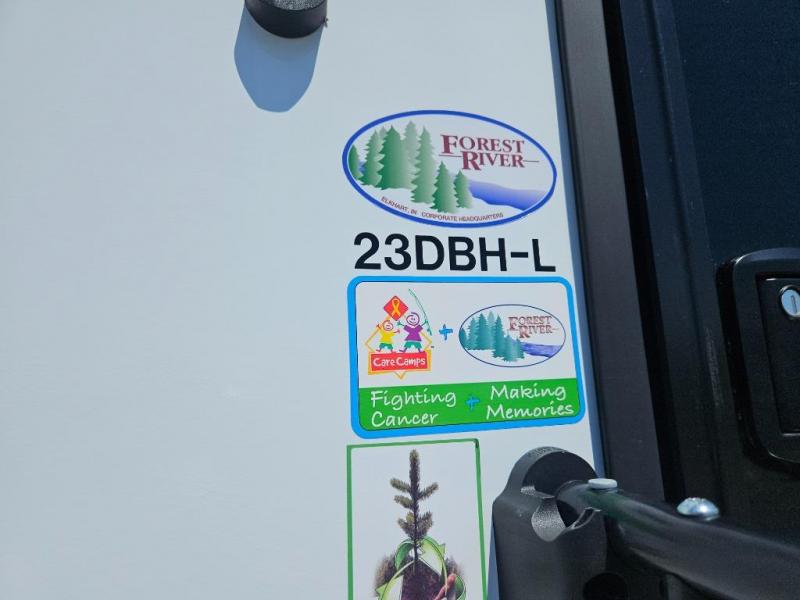 FOREST
RIVER
ELKHART, IN. CORPORATE HEADQUARTERS
23DBH-L
Care Camps
+
FOREST
RIVER
Fighting Cancer
+
Making Memories